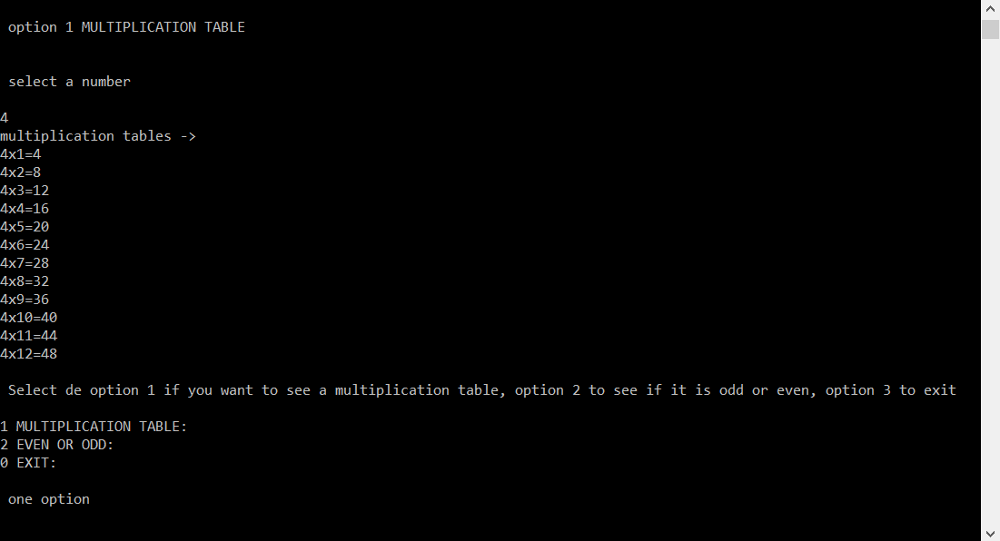 option 1 MULTIPLICATION TABLE
select a number
4
multiplication tables ->
4x1=4
4x2=8
4x3=12
4x4=16
4x5=20
4x6=24
4x7=28
4x8=32
4x9=36
4x10=40
4x11=44
4x12=48
Select de option 1 if you want to see a multiplication table, option 2 to see if it is odd or even, option 3 to exit
1 MULTIPLICATION TABLE:
2 EVEN OR ODD:
0 EXIT:
one option